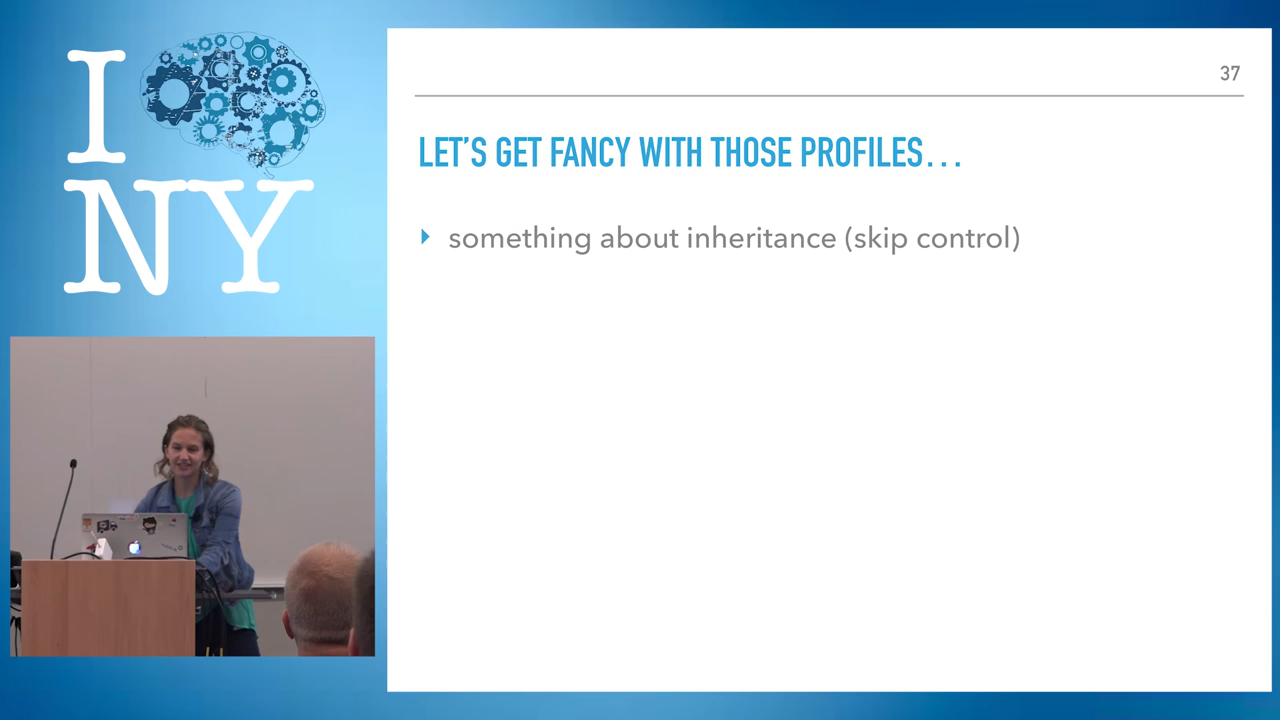 I
NY
37
LET'S GET FANCY WITH THOSE PROFILES...
something about inheritance (skip control)